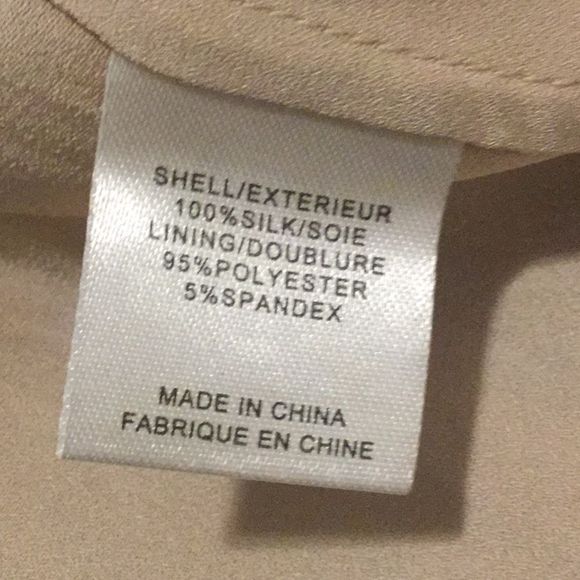 SHELL/EXTERIEUR
100%SILK/SOIE
LINING/DOUBLURE
95%POLYESTER
5%SPANDEX
MADE IN CHINA
FABRIQUE EN CHINE